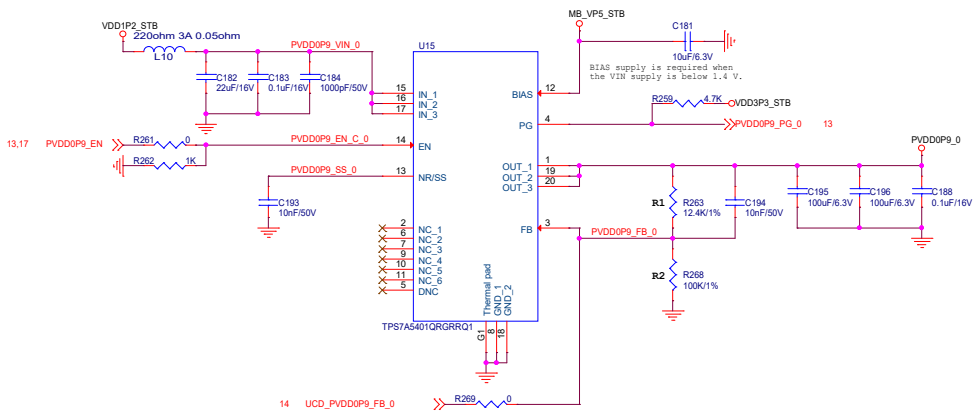 VDD1P2_STB
220ohm 3A 0.05ohm
L10
PVDD0P9_VIN_0
C182
22uF/16V
C183
0.1uF/16V
C184
1000pF/50V
13,17 PVDD0P9_EN
R261 0
R262 1K
PVDD0P9_EN_C_0
PVDD0P9_SS_0
C193
10nF/50V
U15
15 IN_1
16 IN_2
17 IN_3
14 EN
13 NR/SS
2 NC_1
6 NC_2
7 NC_3
9 NC_4
10 NC_5
11 NC_6
5 DNC
BIAS 12
PG 4
OUT_1 1
OUT_2 19
OUT_3 20
FB 3
Thermal pad
GND_1
GND_2
G1
8
18
TPS7A5401QRGRRQ1
MB_VP5_STB
C181
10uF/6.3V
BIAS supply is required when
the VIN supply is below 1.4 V.
R259 4.7K
VDD3P3_STB
PVDD0P9_PG_0 13
PVDD0P9_0
R1 R263
12.4K/1%
C194
10nF/50V
C195
100uF/6.3V
C196
100uF/6.3V
C188
0.1uF/16V
PVDD0P9_FB_0
R2 R268
100K/1%
14 UCD_PVDD0P9_FB_0
R269 0